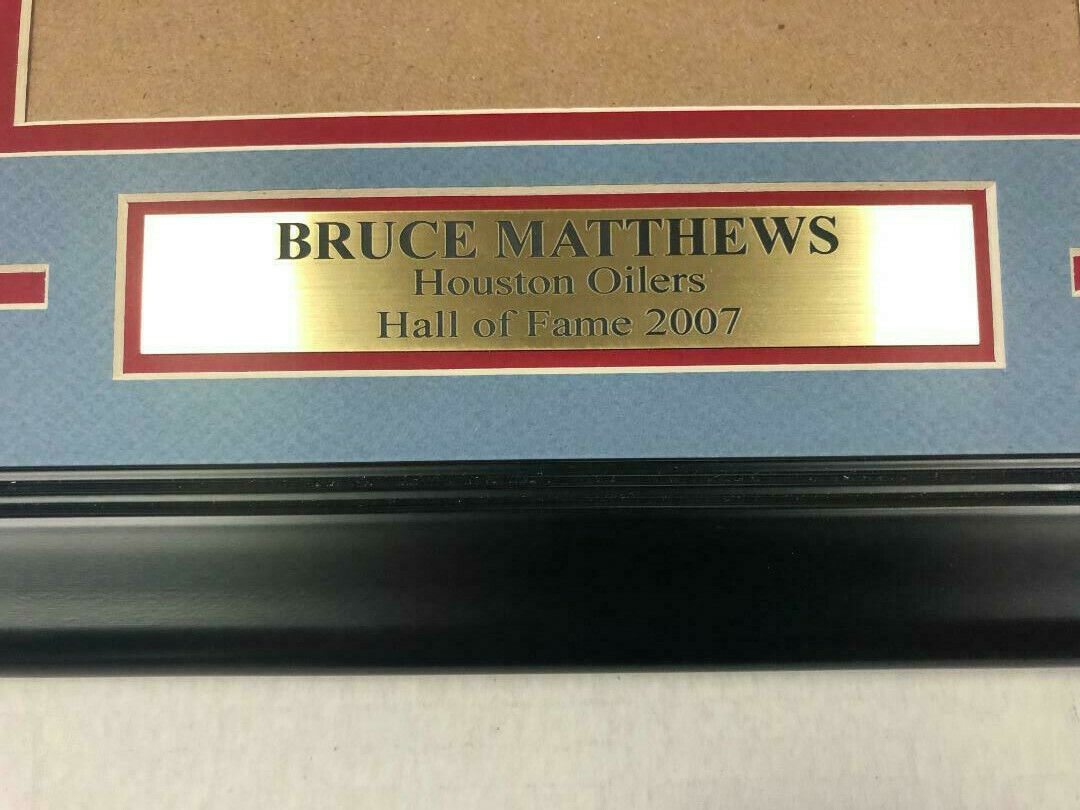 BRUCE MATTHEWS
Houston Oilers
Hall of Fame 2007